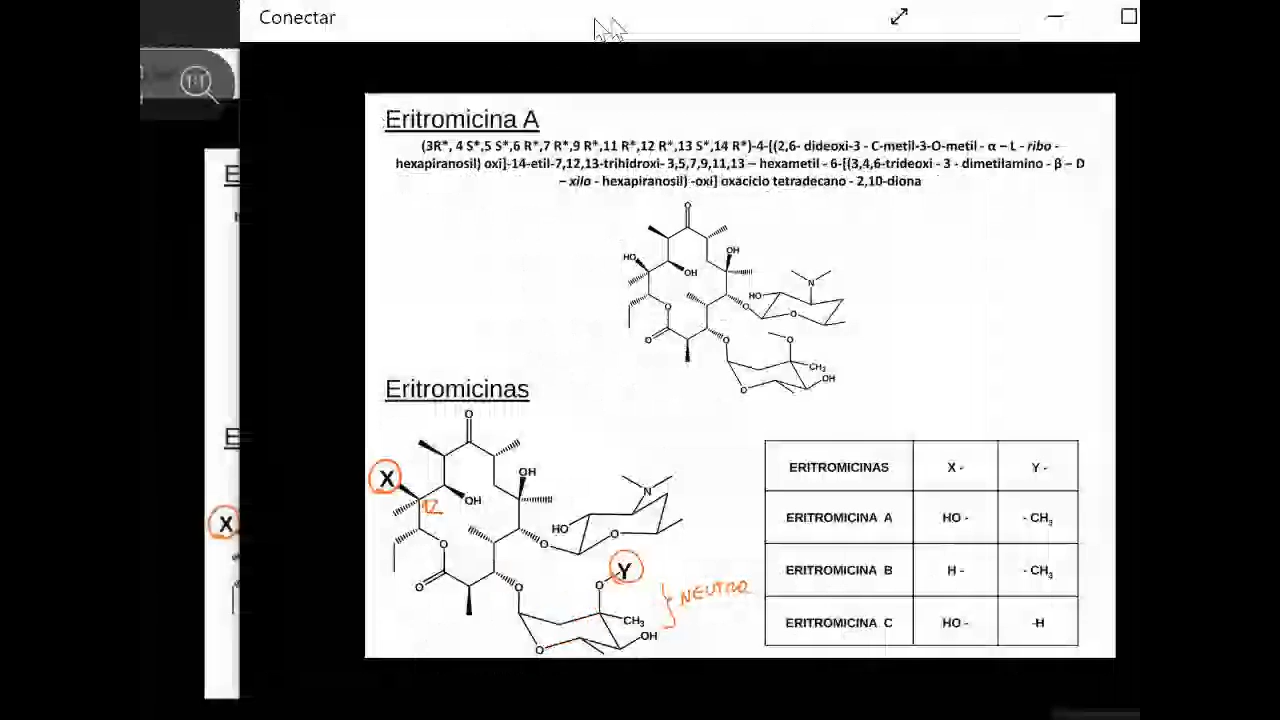 Conectar
Eritromicina A
(3R*, 4 S*,5 S*,6 R*,7 R*,9 R*,11 R*,12 R*,13 S*,14 R*)-4-[(2,6- dideoxi-3 - C-metil-3-O-metil - α – L - ribo -
hexapiranosil) oxi]-14-etil-7,12,13-trihidroxi- 3,5,7,9,11,13 – hexametil - 6-[(3,4,6-trideoxi - 3 - dimetilamino - β – D
– xilo - hexapiranosil) -oxi] oxaciclo tetradecano - 2,10-diona
O
HO
OH
OH
N
HO
O
O
O
O
O
O
CH3
OH
O
Eritromicinas
O
X
OH
OH
12
N
HO
O
O
O
O
O
O
Y
NEUTRO
CH3
OH
O
ERITROMICINAS X - Y -
ERITROMICINA A HO - - CH3
ERITROMICINA B H - - CH3
ERITROMICINA C HO - -H
X